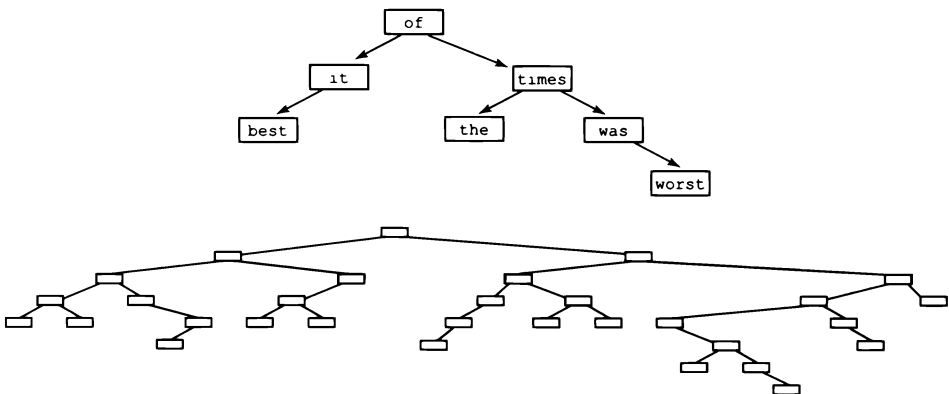 of
it times
best the was
worst